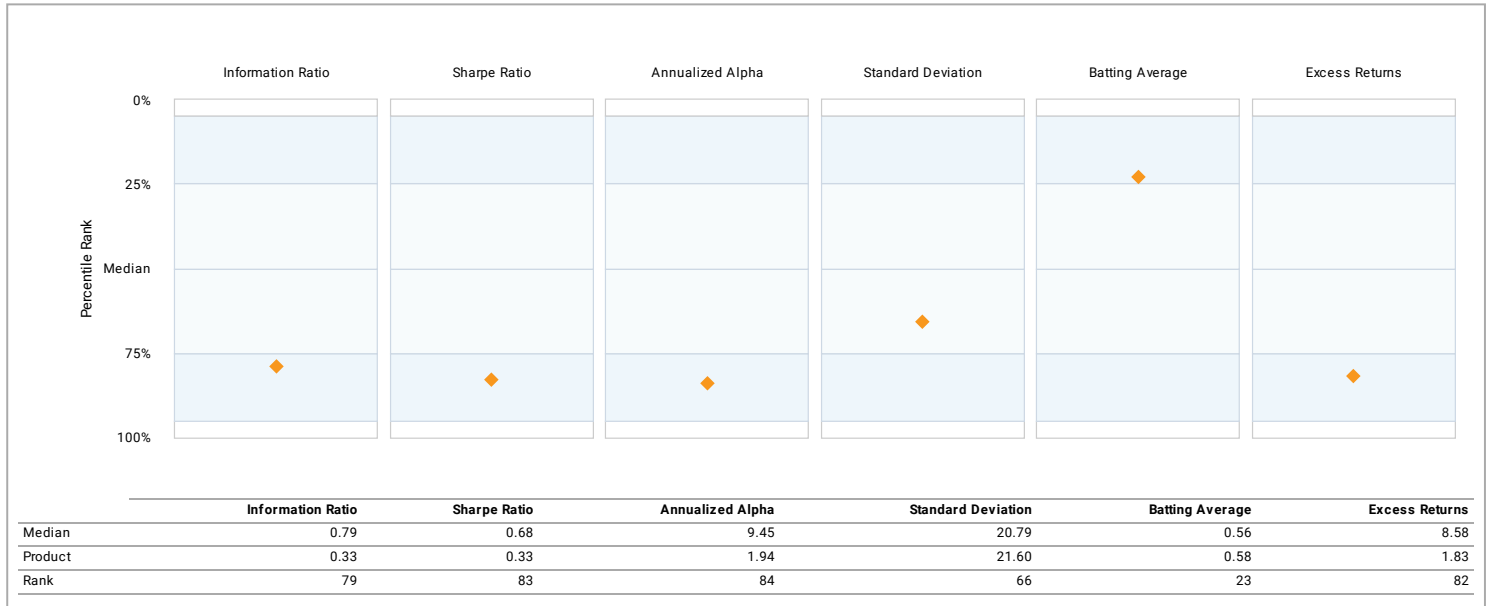 Information Ratio Sharpe Ratio Annualized Alpha Standard Deviation Batting Average Excess Returns
0%
25%
Percentile Rank
Median
75%
100%
Information Ratio Sharpe Ratio Annualized Alpha Standard Deviation Batting Average Excess Returns
Median 0.79 0.68 9.45 20.79 0.56 8.58
Product 0.33 0.33 1.94 21.60 0.58 1.83
Rank 79 83 84 66 23 82